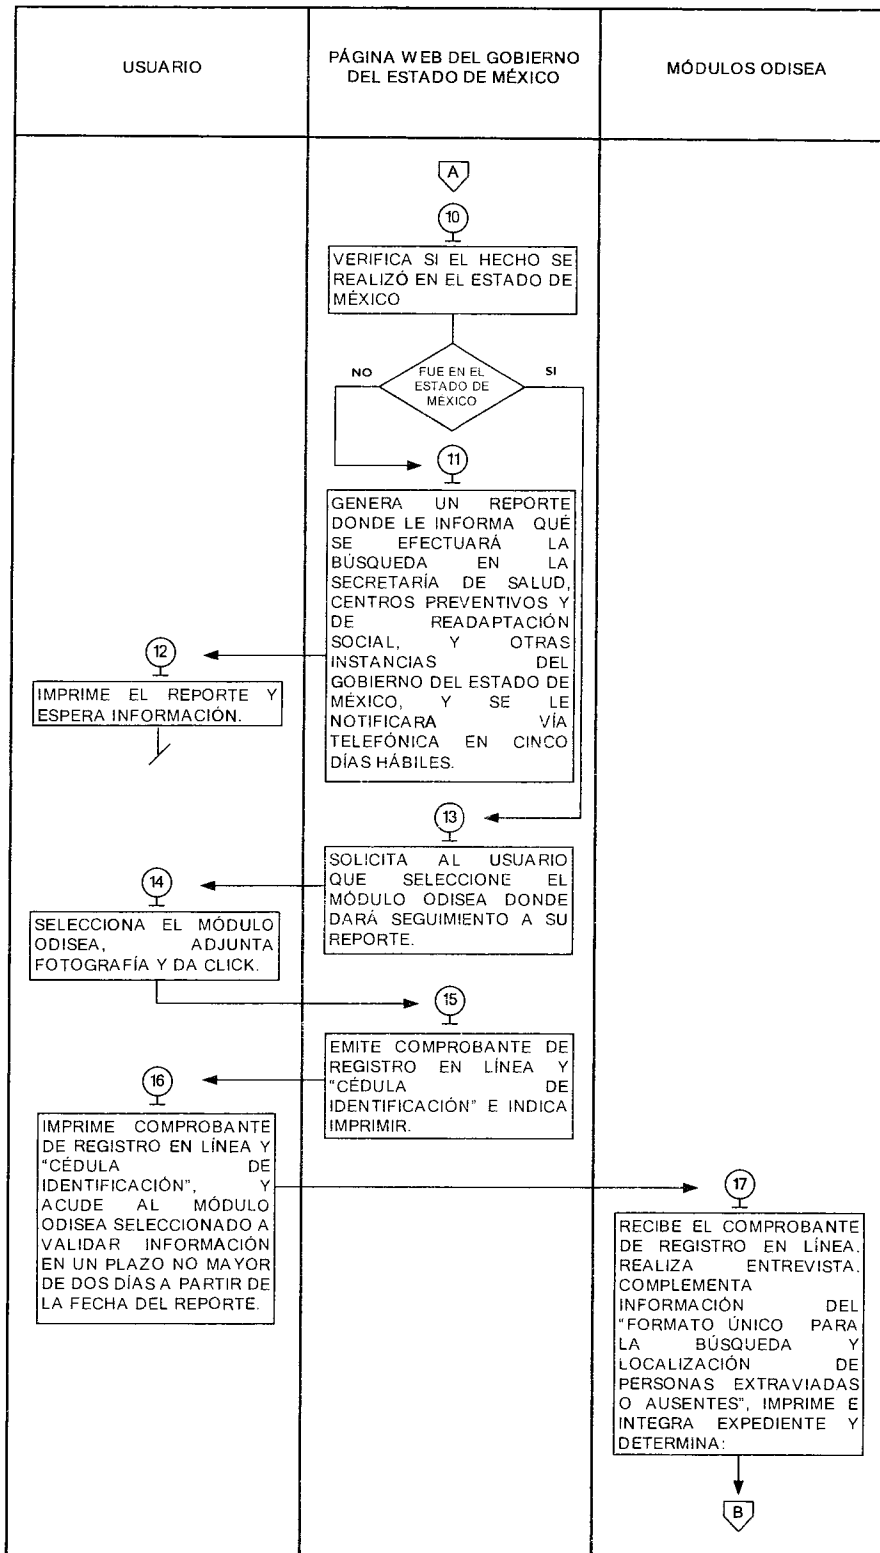 USUARIO
PÁGINA WEB DEL GOBIERNO
DEL ESTADO DE MÉXICO
MÓDULOS ODISEA
A
10
VERIFICA SI EL HECHO SE
REALIZÓ EN EL ESTADO DE
MÉXICO
NO
FUE EN EL
ESTADO DE
MÉXICO
SI
11
GENERA UN REPORTE
DONDE LE INFORMA QUÉ
SE EFECTUARÁ LA
BÚSQUEDA EN LA
SECRETARÍA DE SALUD,
CENTROS PREVENTIVOS Y
DE READAPTACIÓN
SOCIAL, Y OTRAS
INSTANCIAS DEL
GOBIERNO DEL ESTADO DE
MÉXICO, Y SE LE
NOTIFICARA VÍA
TELEFÓNICA EN CINCO
DÍAS HÁBILES.
12
IMPRIME EL REPORTE Y
ESPERA INFORMACIÓN.
13
SOLICITA AL USUARIO
QUE SELECCIONE EL
MÓDULO ODISEA DONDE
DARÁ SEGUIMIENTO A SU
REPORTE.
14
SELECCIONA EL MÓDULO
ODISEA, ADJUNTA
FOTOGRAFÍA Y DA CLICK.
15
EMITE COMPROBANTE DE
REGISTRO EN LÍNEA Y
"CÉDULA DE
IDENTIFICACIÓN" E INDICA
IMPRIMIR.
16
IMPRIME COMPROBANTE
DE REGISTRO EN LÍNEA Y
"CÉDULA DE
IDENTIFICACIÓN", Y
ACUDE AL MÓDULO
ODISEA SELECCIONADO A
VALIDAR INFORMACIÓN
EN UN PLAZO NO MAYOR
DE DOS DÍAS A PARTIR DE
LA FECHA DEL REPORTE.
17
RECIBE EL COMPROBANTE
DE REGISTRO EN LÍNEA.
REALIZA ENTREVISTA.
COMPLEMENTA
INFORMACIÓN DEL
"FORMATO ÚNICO PARA
LA BÚSQUEDA Y
LOCALIZACIÓN DE
PERSONAS EXTRAVIADAS
O AUSENTES", IMPRIME E
INTEGRA EXPEDIENTE Y
DETERMINA:
B